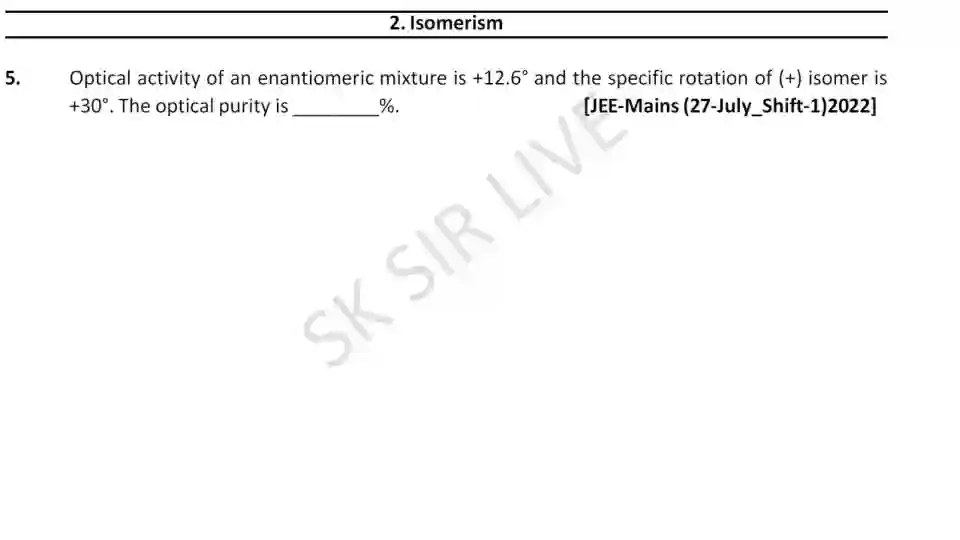 2. Isomerism
5. Optical activity of an enantiomeric mixture is +12.6° and the specific rotation of (+) isomer is
+30°. The optical purity is ________%. [JEE-Mains (27-July_Shift-1)2022]
SK SIR LIVE